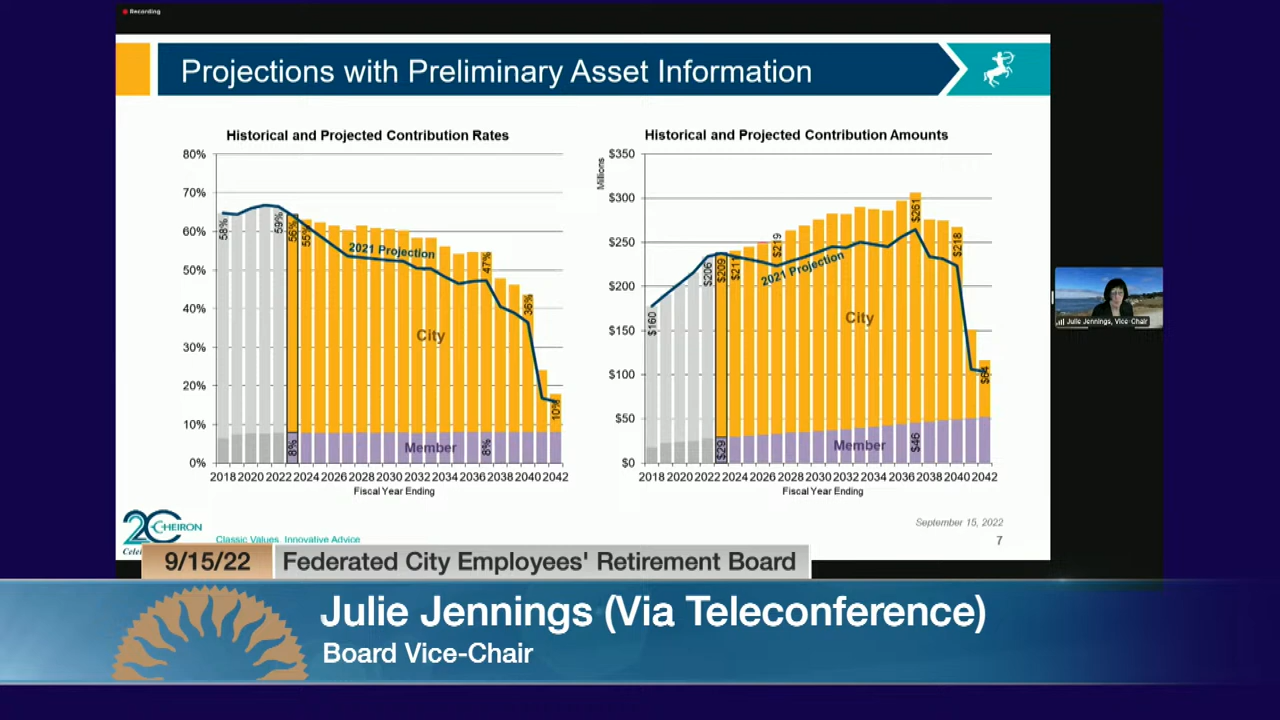 Recording
Projections with Preliminary Asset Information
Historical and Projected Contribution Rates
80%
70%
60%
50%
40%
30%
20%
10%
0%
58%
59%
56%
55%
47%
36%
10%
8%
8%
2021 Projection
City
Member
2018 2020 2022 2024 2026 2028 2030 2032 2034 2036 2038 2040 2042
Fiscal Year Ending
Historical and Projected Contribution Amounts
Millions
$350
$300
$250
$200
$150
$100
$50
$0
$160
$206
$209
$211
$219
$261
$218
$64
$29
$46
2021 Projection
City
Member
2018 2020 2022 2024 2026 2028 2030 2032 2034 2036 2038 2040 2042
Fiscal Year Ending
Julie Jennings, Vice-Chair
September 15, 2022
7
CHEIRON
Classic Values, Innovative Advice
9/15/22
Federated City Employees' Retirement Board
Julie Jennings (Via Teleconference)
Board Vice-Chair